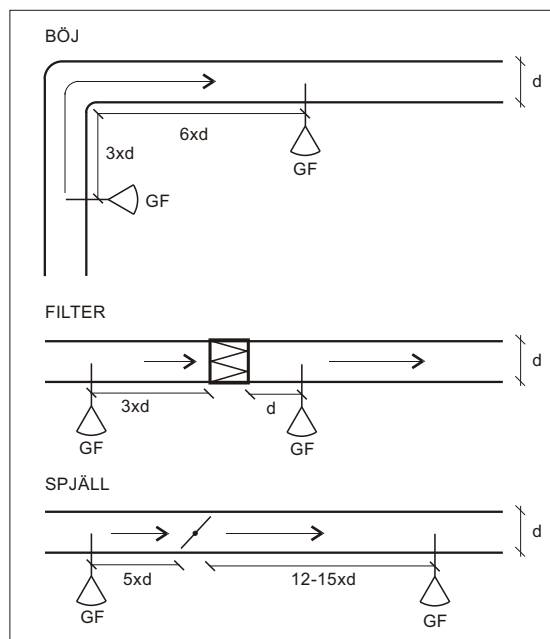 BÖJ
d
6xd
3xd
GF
GF
FILTER
d
3xd
d
GF
GF
SPJÄLL
d
5xd
12-15xd
GF
GF